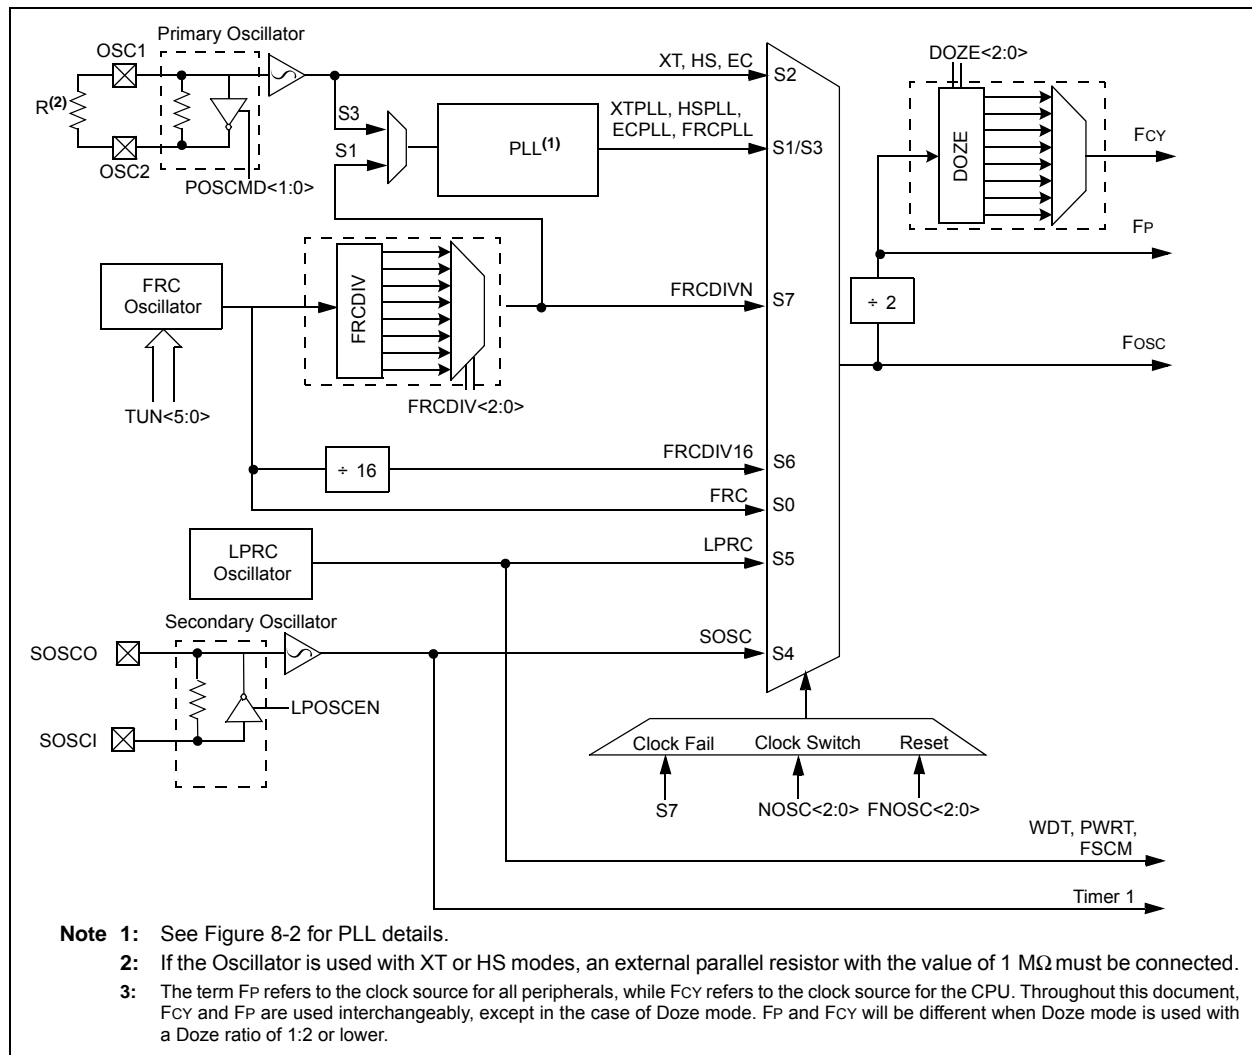 Primary Oscillator
OSC1
R(2)
OSC2
POSCMD<1:0>
S3
S1
PLL(1)
XT, HS, EC
S2
XTPLL, HSPLL,
ECPLL, FRCPLL
S1/S3
DOZE<2:0>
DOZE
FCY
FP
÷ 2
FOSC
FRC
Oscillator
TUN<5:0>
FRCDIV
FRCDIV<2:0>
FRCDIVN
S7
÷ 16
FRCDIV16
S6
FRC
S0
LPRC
Oscillator
LPRC
S5
Secondary Oscillator
SOSCO
SOSCI
LPOSCEN
SOSC
S4
Clock Fail
Clock Switch
Reset
S7
NOSC<2:0>
FNOSC<2:0>
WDT, PWRT,
FSCM
Timer 1
Note 1: See Figure 8-2 for PLL details.
2: If the Oscillator is used with XT or HS modes, an external parallel resistor with the value of 1 MΩ must be connected.
3: The term FP refers to the clock source for all peripherals, while FCY refers to the clock source for the CPU. Throughout this document,
FCY and FP are used interchangeably, except in the case of Doze mode. FP and FCY will be different when Doze mode is used with
a Doze ratio of 1:2 or lower.